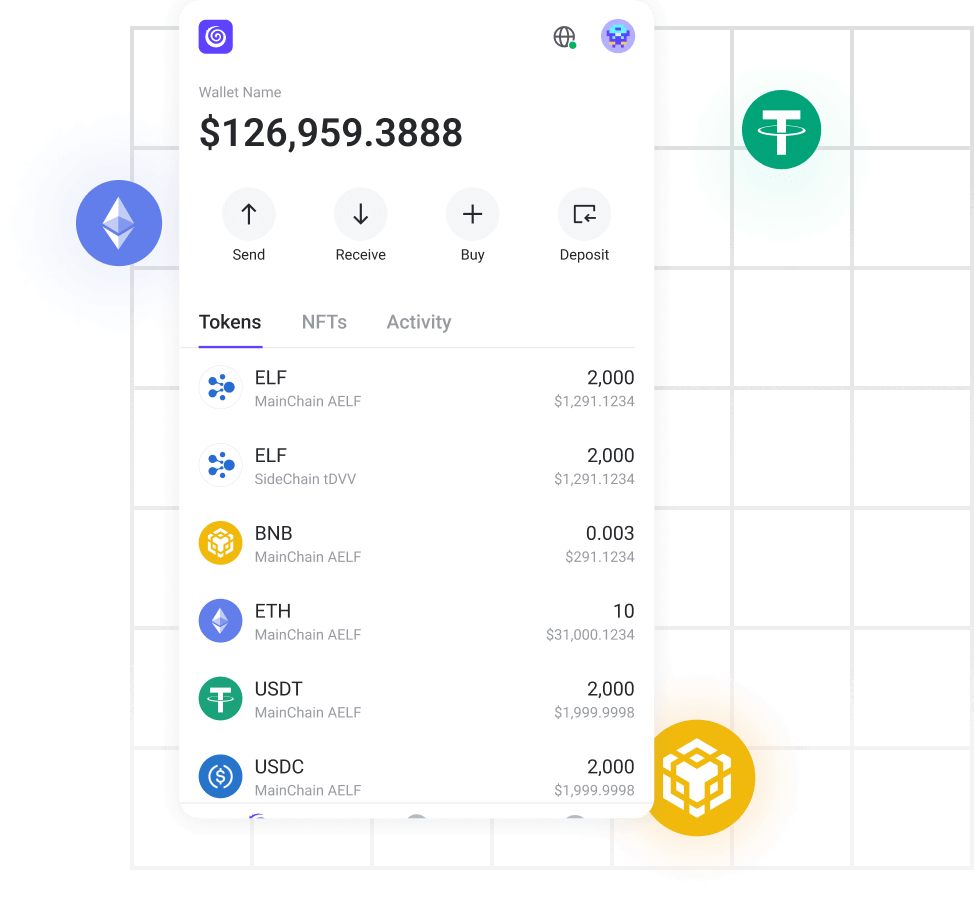 Wallet Name
$126,959.3888
Send Receive Buy Deposit
Tokens NFTs Activity
ELF 2,000
MainChain AELF $1,291.1234
ELF 2,000
SideChain tDVV $1,291.1234
BNB 0.003
MainChain AELF $291.1234
ETH 10
MainChain AELF $31,000.1234
USDT 2,000
MainChain AELF $1,999.9998
USDC 2,000
MainChain AELF $1,999.9998